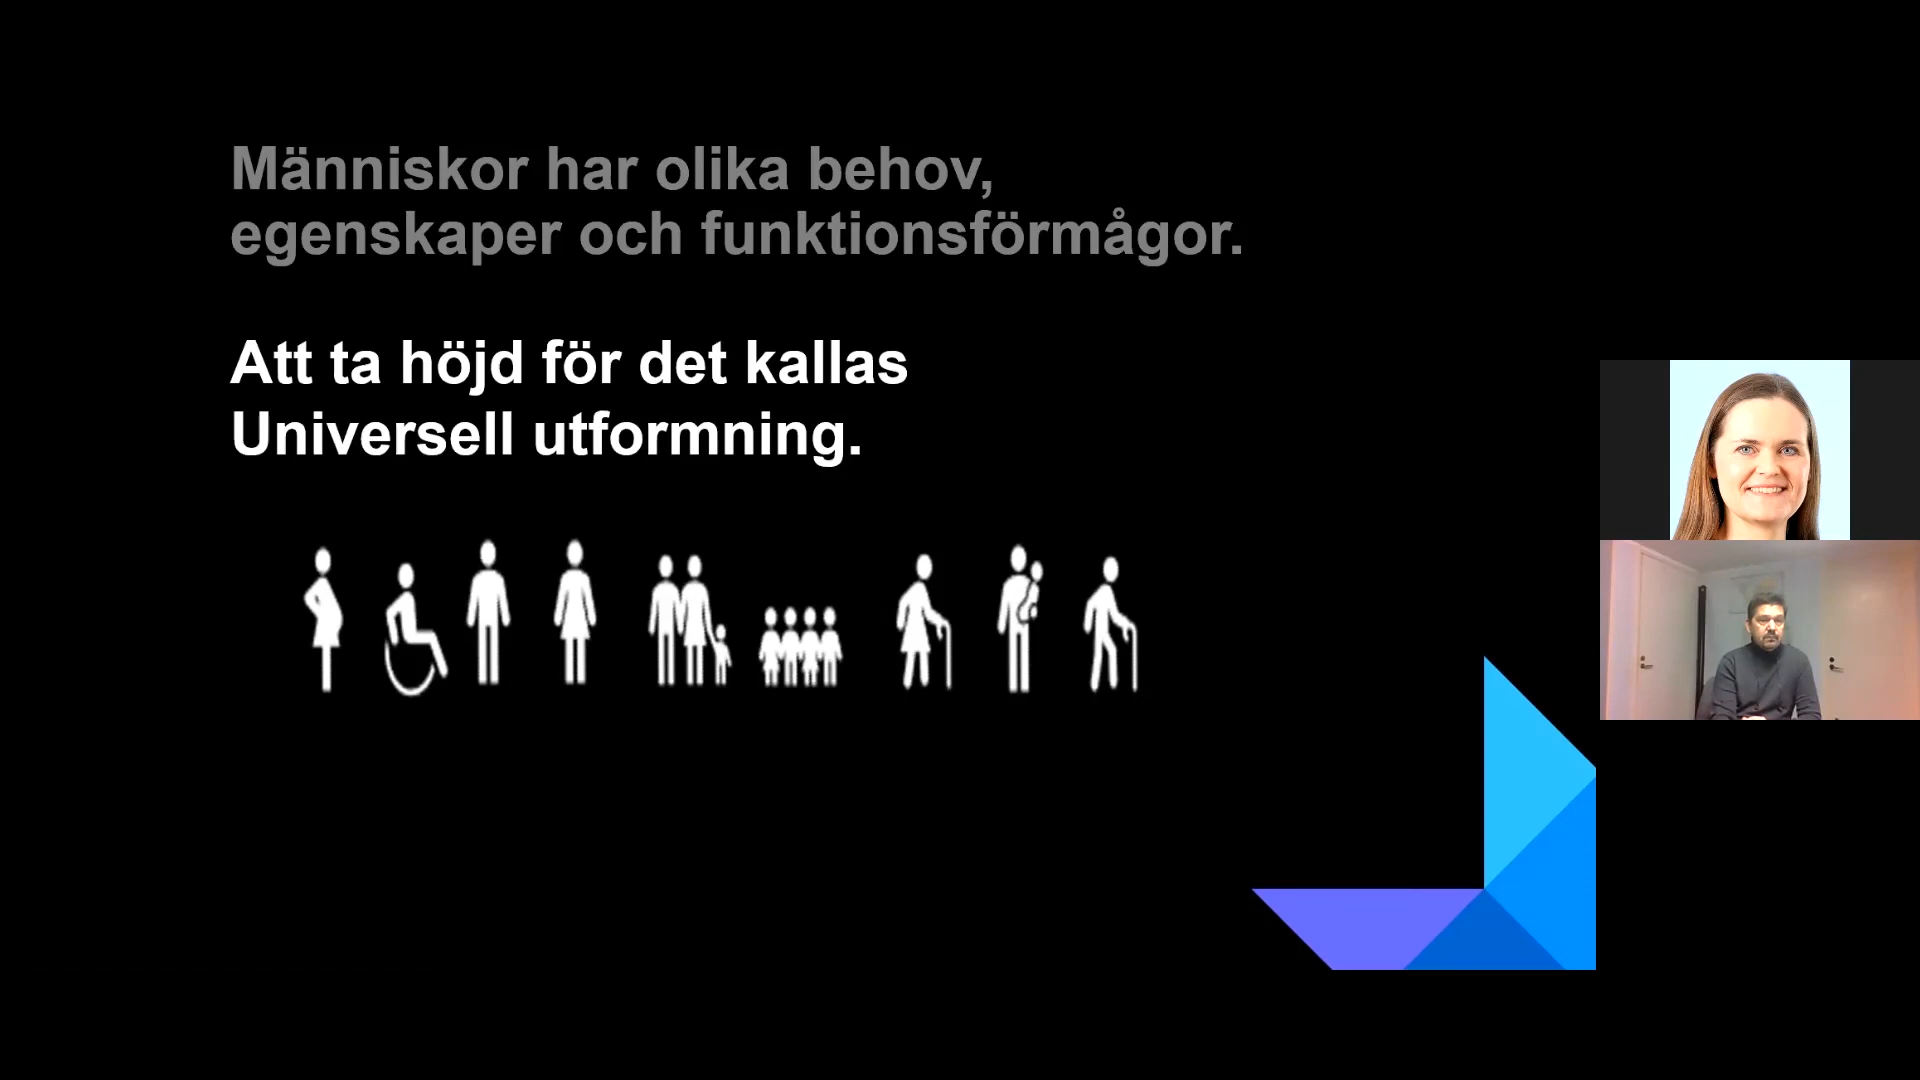 Människor har olika behov,
egenskaper och funktionsförmågor.
Att ta höjd för det kallas
Universell utformning.